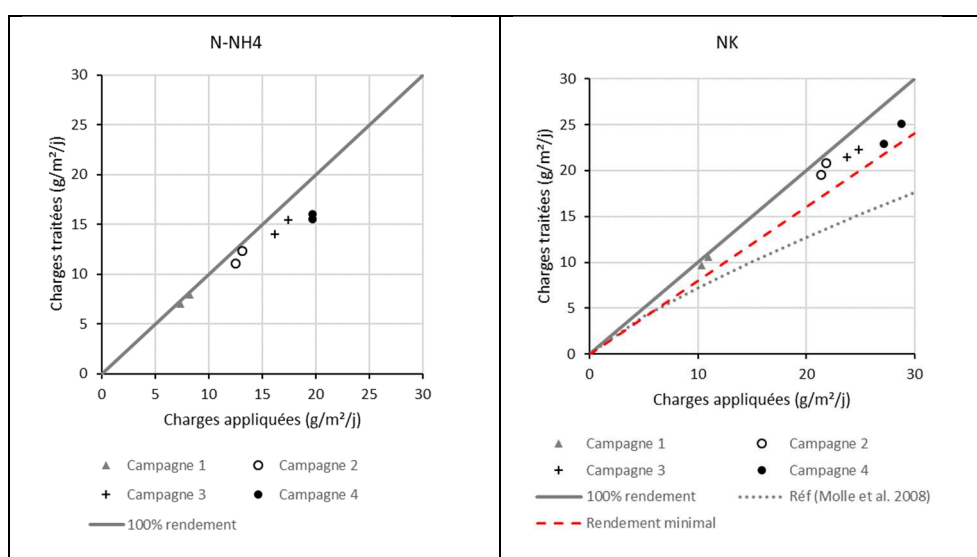 N-NH4
Charges traitées (g/m²/j)
30
25
20
15
10
5
0
0 5 10 15 20 25 30
Charges appliquées (g/m²/j)
Campagne 1
Campagne 2
Campagne 3
Campagne 4
100% rendement
NK
Charges traitées (g/m²/j)
30
25
20
15
10
5
0
0 10 20 30
Charges appliquées (g/m²/j)
Campagne 1
Campagne 2
Campagne 3
Campagne 4
100% rendement
Réf (Molle et al. 2008)
Rendement minimal